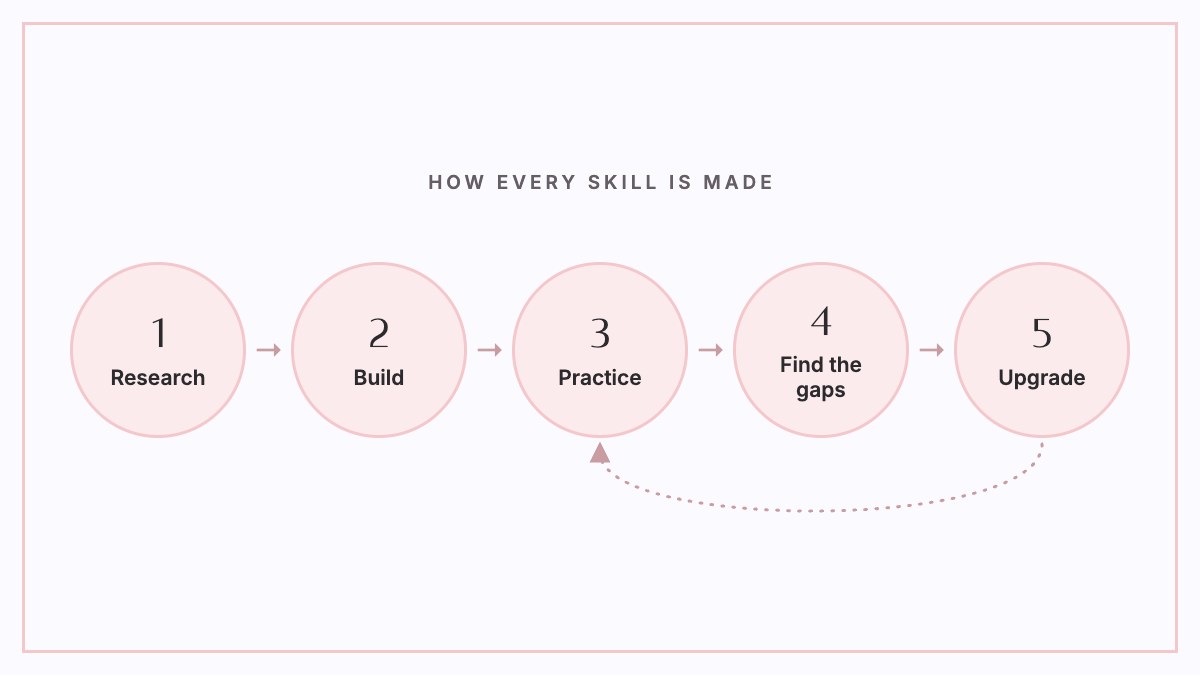 HOW EVERY SKILL IS MADE
1
Research
2
Build
3
Practice
4
Find the
gaps
5
Upgrade